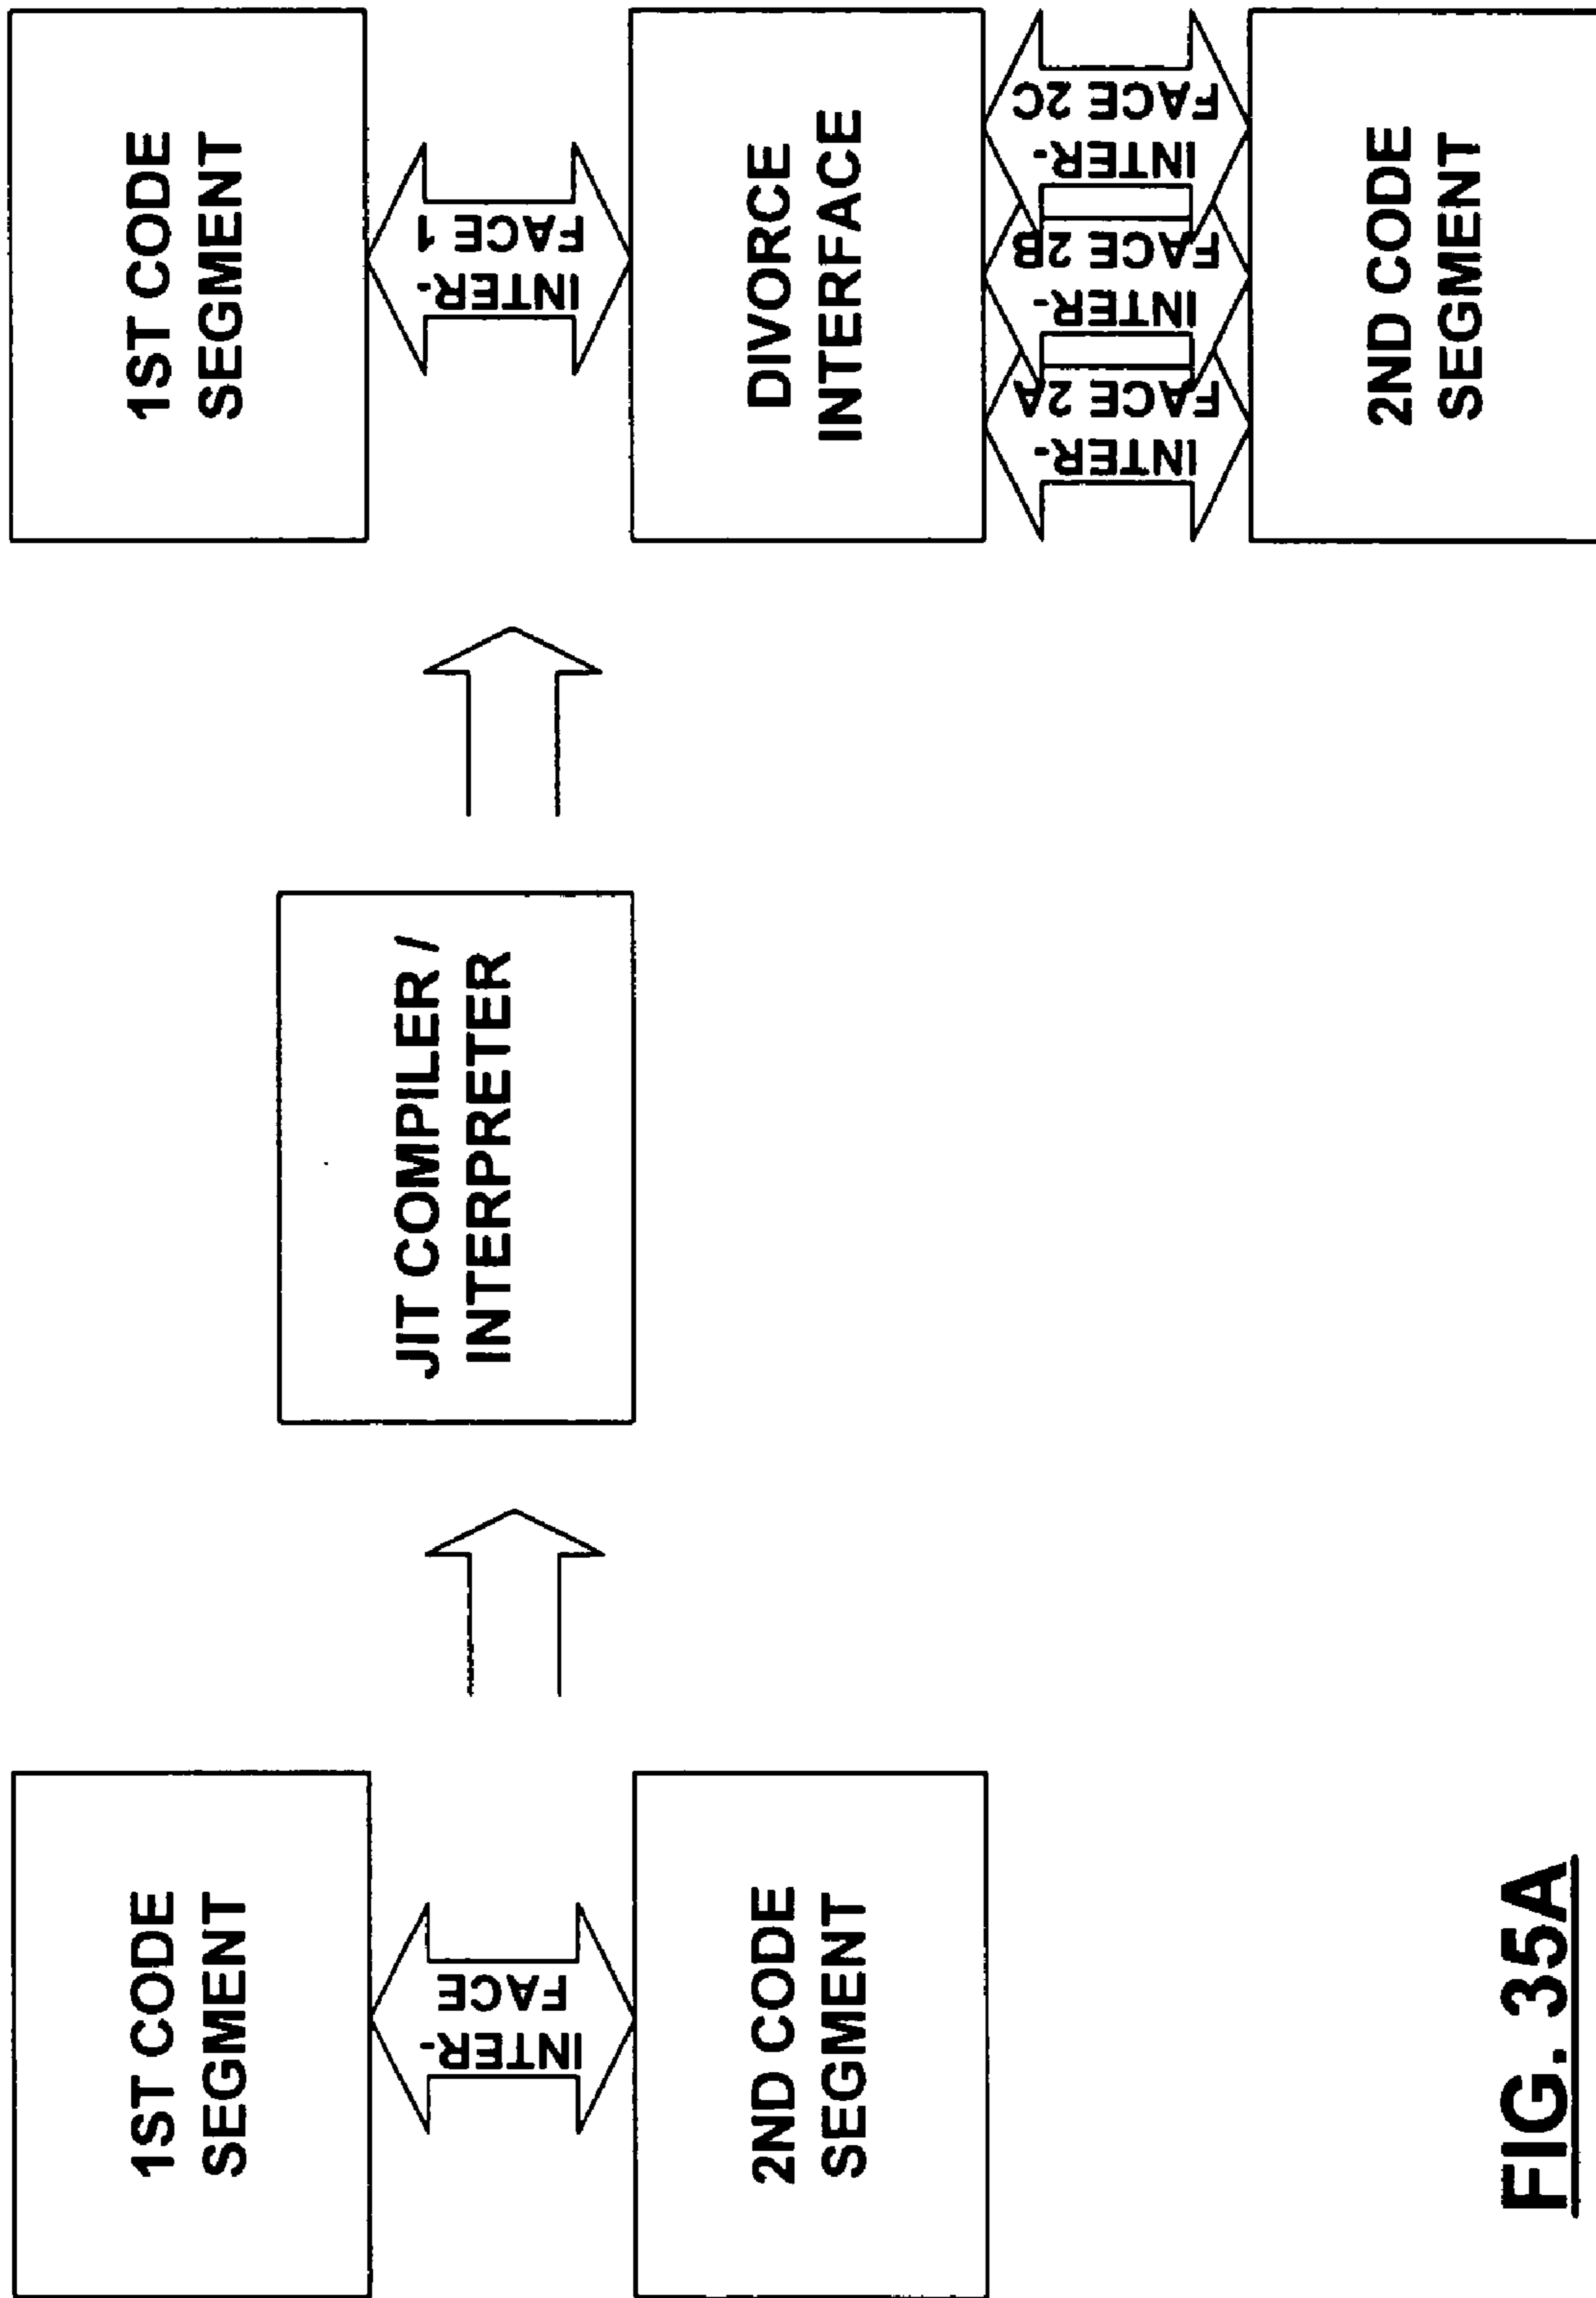 1ST CODE
SEGMENT
INTER-
FACE
2ND CODE
SEGMENT
JIT COMPILER /
INTERPRETER
1ST CODE
SEGMENT
INTER-
FACE 1
DIVORCE
INTERFACE
INTER-
FACE 2A
INTER-
FACE 2B
INTER-
FACE 2C
2ND CODE
SEGMENT
FIG. 35A